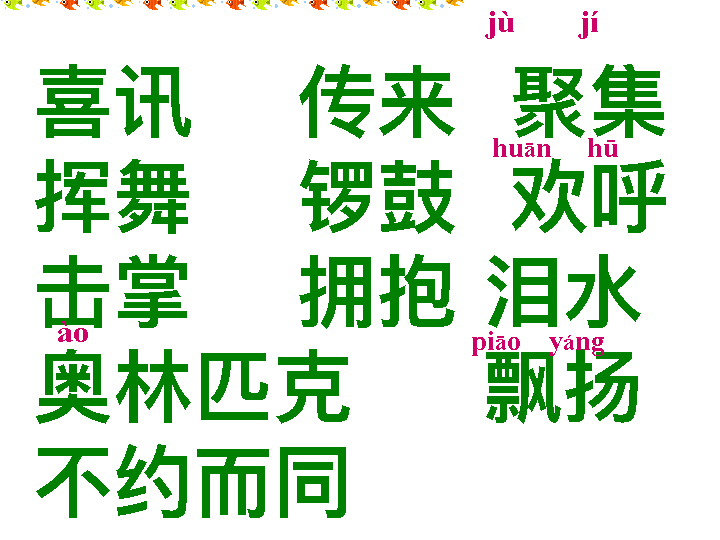 jù jí
喜讯 传来 聚集
huān hū
挥舞 锣鼓 欢呼
击掌 拥抱 泪水
ào
piāo yáng
奥林匹克 飘扬
不约而同